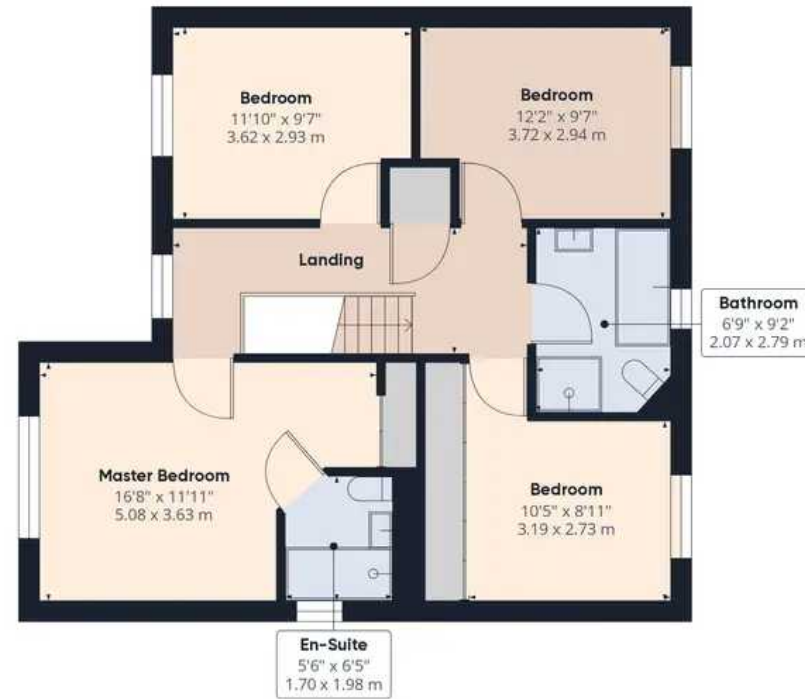 Bedroom
11'10" x 9'7"
3.62 x 2.93 m
Bedroom
12'2" x 9'7"
3.72 x 2.94 m
Landing
Bathroom
6'9" x 9'2"
2.07 x 2.79 m
Master Bedroom
16'8" x 11'11"
5.08 x 3.63 m
Bedroom
10'5" x 8'11"
3.19 x 2.73 m
En-Suite
5'6" x 6'5"
1.70 x 1.98 m